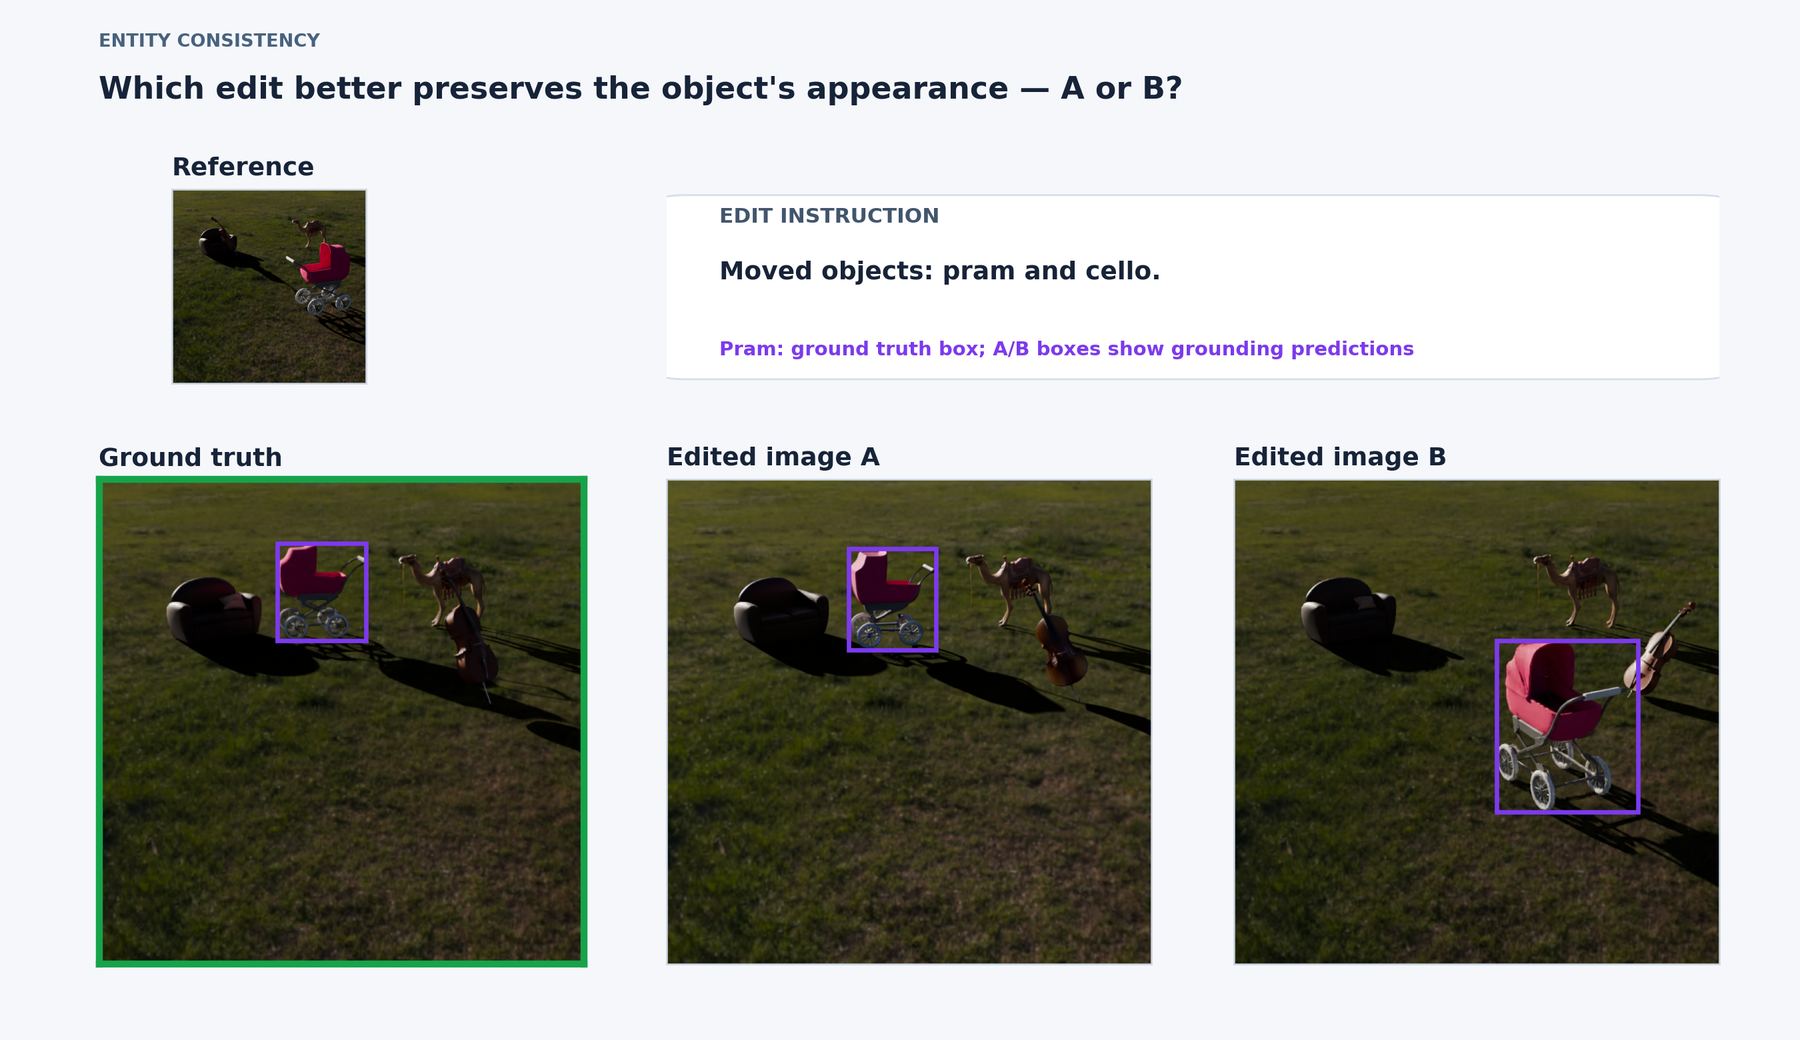 ENTITY CONSISTENCY
Which edit better preserves the object's appearance — A or B?
Reference
EDIT INSTRUCTION
Moved objects: pram and cello.
Pram: ground truth box; A/B boxes show grounding predictions
Ground truth
Edited image A
Edited image B